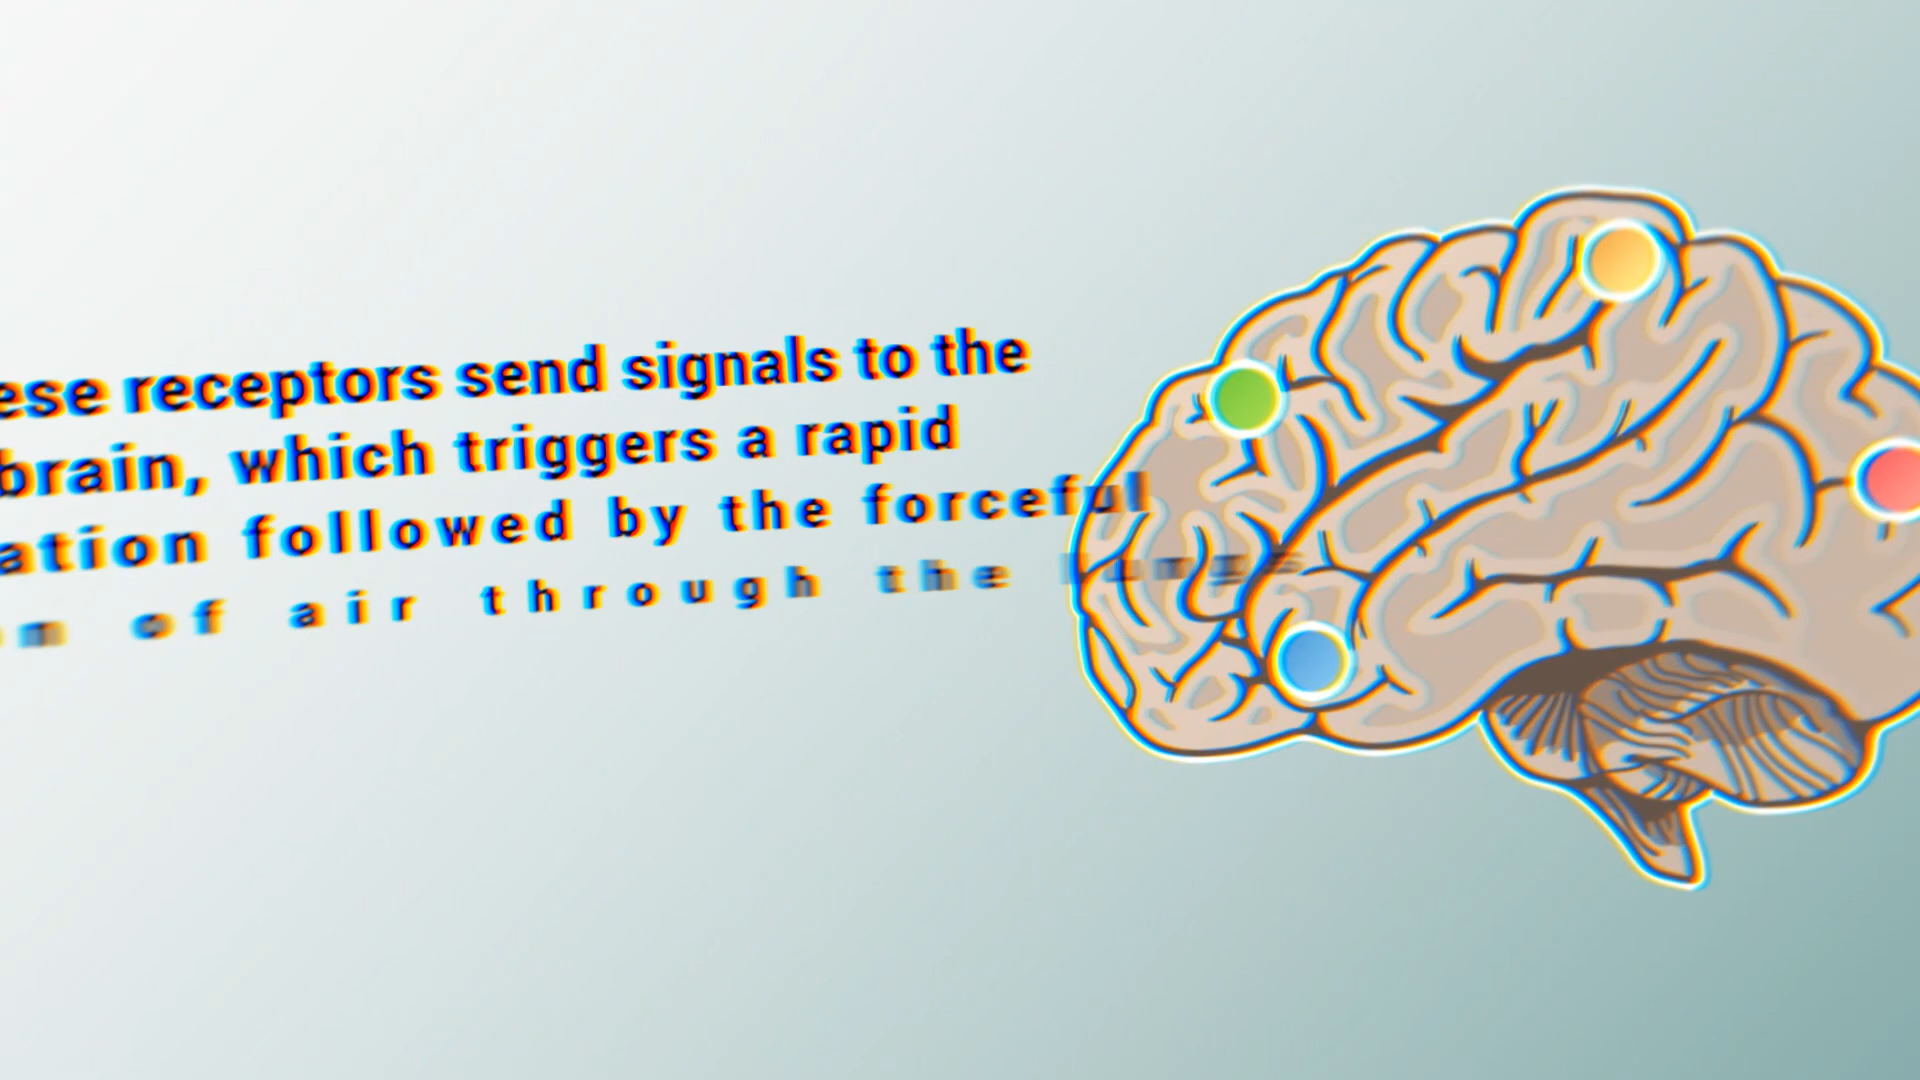 ese receptors send signals to the
brain, which triggers a rapid
ation followed by the forceful
of air through the lungs